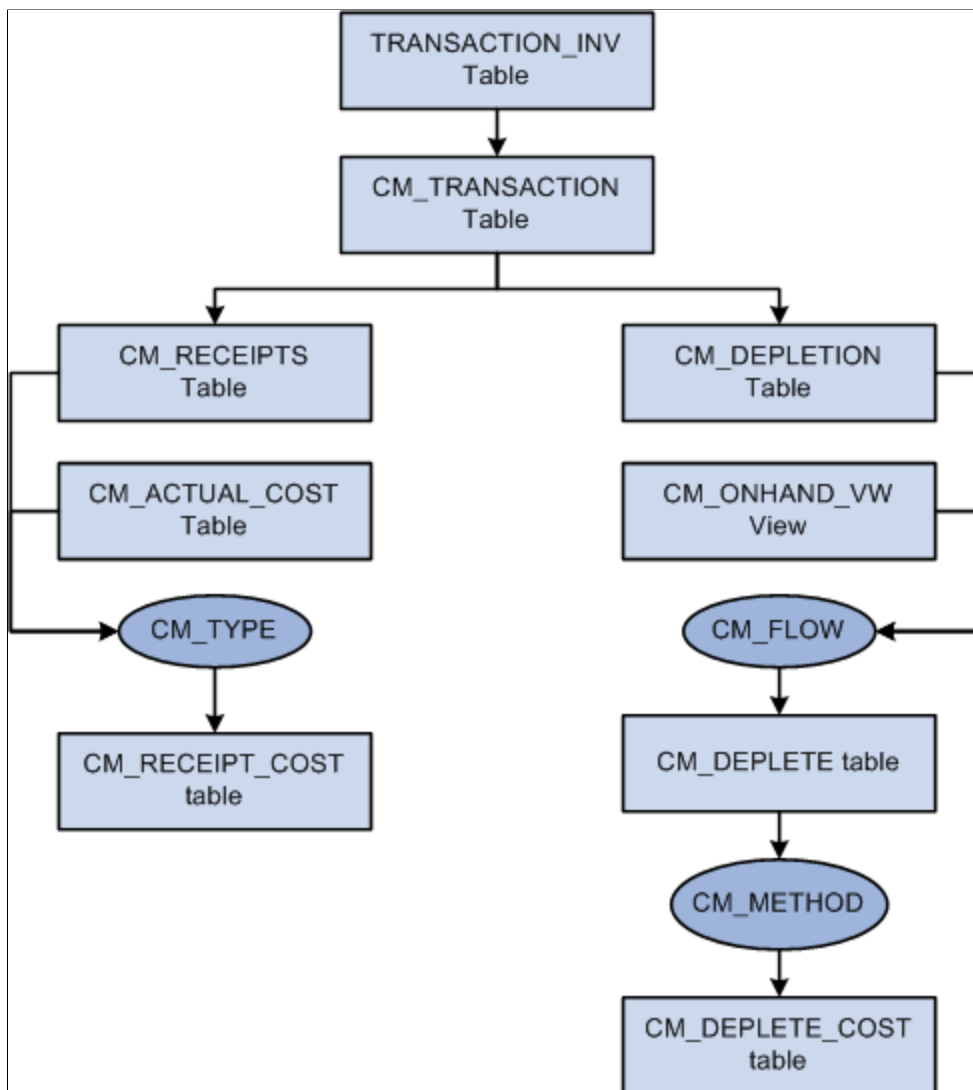 TRANSACTION_INV
Table
CM_TRANSACTION
Table
CM_RECEIPTS
Table
CM_DEPLETION
Table
CM_ACTUAL_COST
Table
CM_ONHAND_VW
View
CM_TYPE
CM_FLOW
CM_RECEIPT_COST
table
CM_DEPLETE table
CM_METHOD
CM_DEPLETE_COST
table